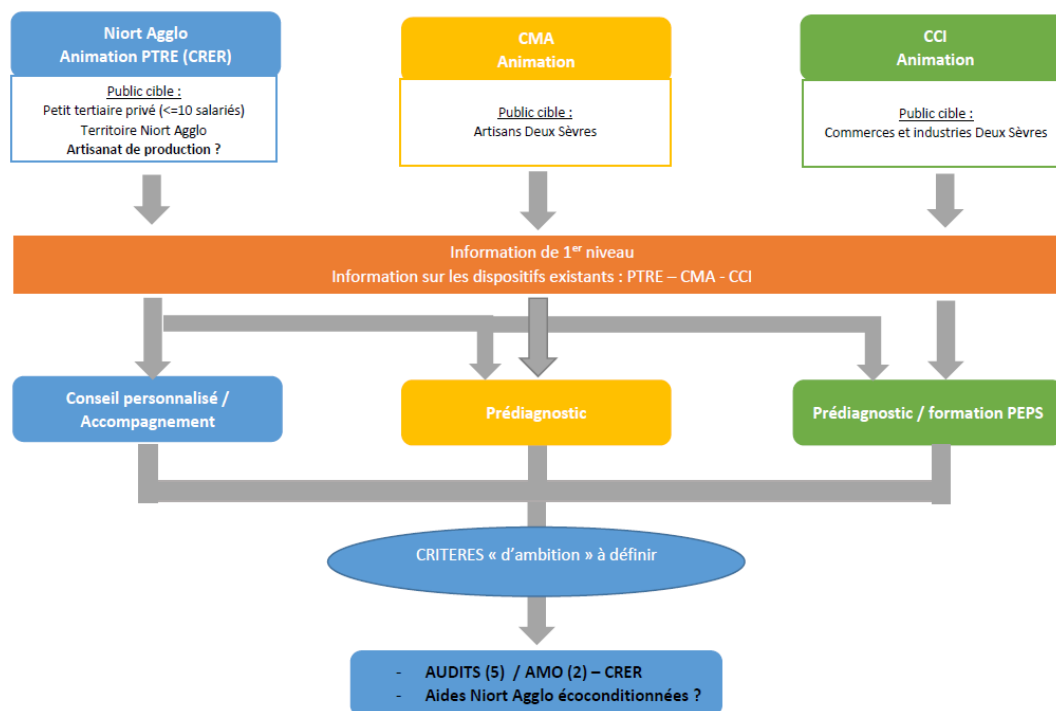 Niort Agglo
Animation PTRE (CRER)
Public cible :
Petit tertiaire privé (<=10 salariés)
Territoire Niort Agglo
Artisanat de production ?
CMA
Animation
Public cible :
Artisans Deux Sèvres
CCI
Animation
Public cible :
Commerces et industries Deux Sèvres
Information de 1er niveau
Information sur les dispositifs existants : PTRE – CMA - CCI
Conseil personnalisé /
Accompagnement
Prédiagnostic
Prédiagnostic / formation PEPS
CRITERES « d'ambition » à définir
- AUDITS (5) / AMO (2) – CRER
- Aides Niort Agglo écoconditionnées ?